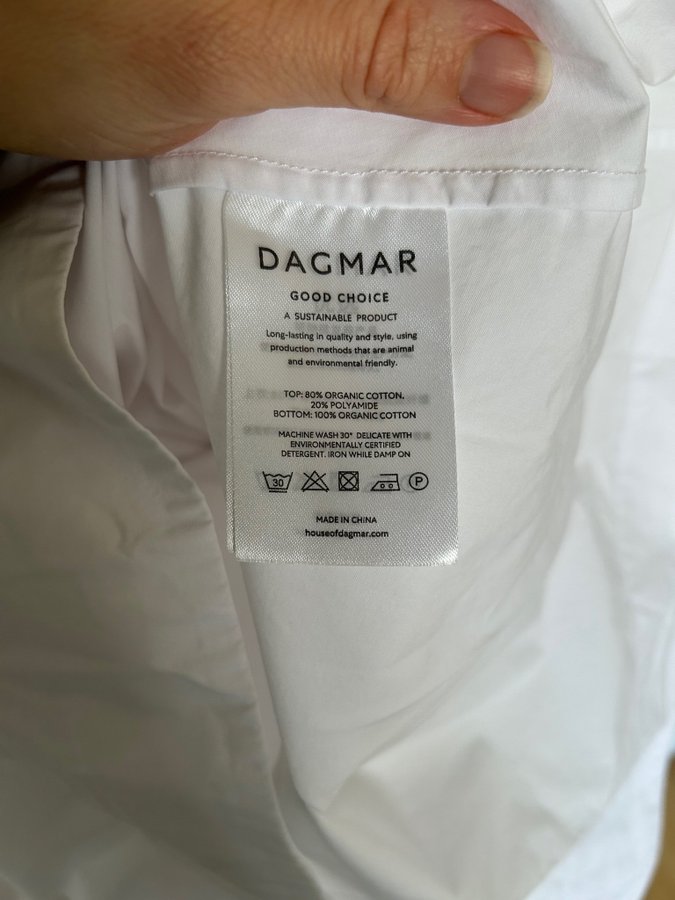 DAGMAR
GOOD CHOICE
A SUSTAINABLE PRODUCT
Long-lasting in quality and style, using
production methods that are animal
and environmental friendly.
TOP: 80% ORGANIC COTTON.
20% POLYAMIDE
BOTTOM: 100% ORGANIC COTTON
MACHINE WASH 30° DELICATE WITH
ENVIRONMENTALLY CERTIFIED
DETERGENT. IRON WHILE DAMP ON
30 P
MADE IN CHINA
houseofdagmar.com